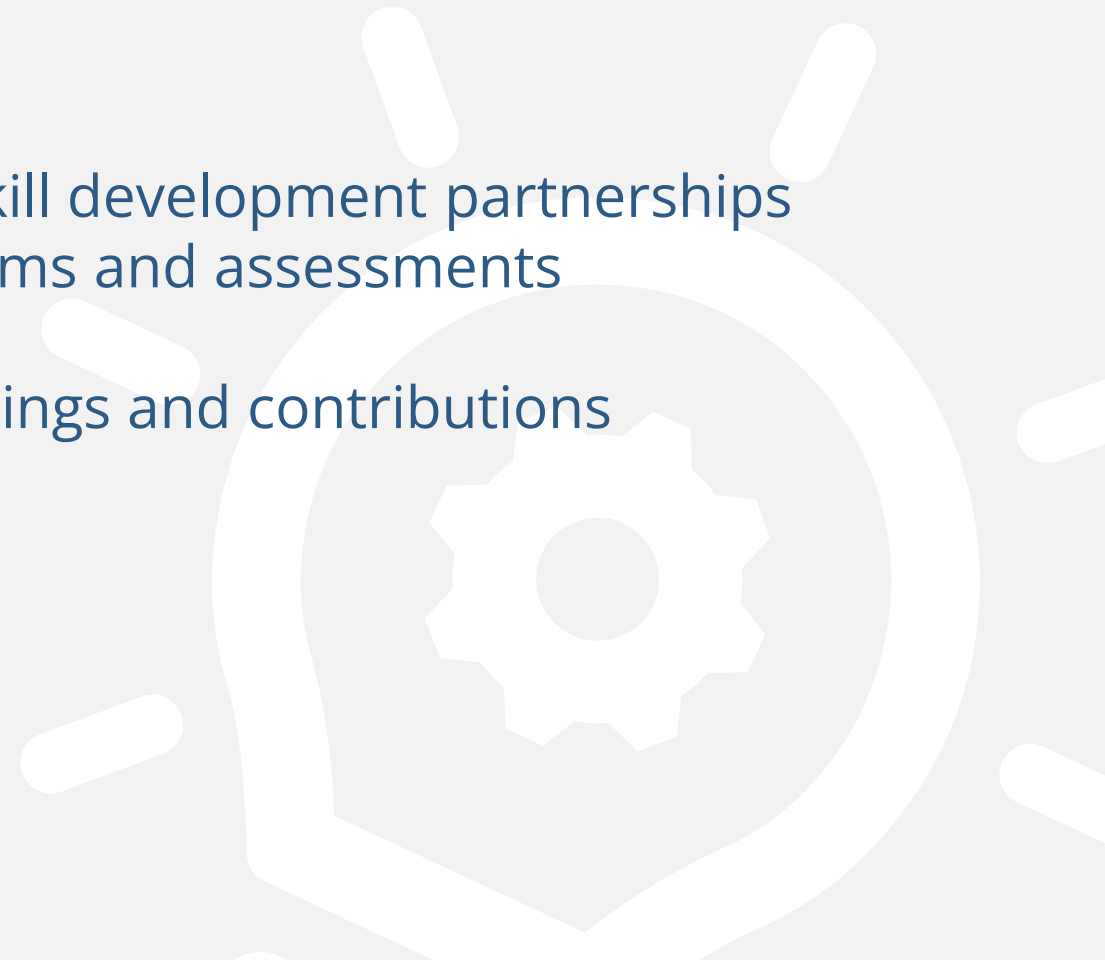 kill development partnerships
ms and assessments
ings and contributions